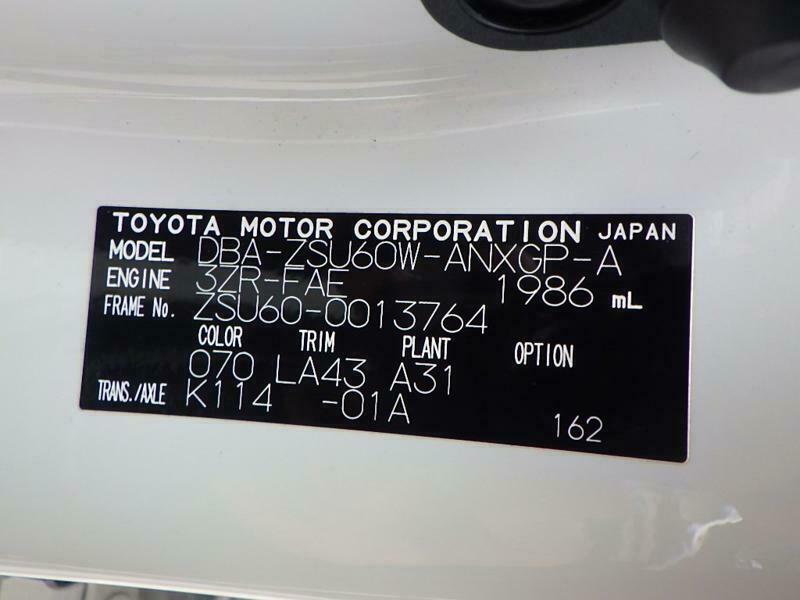 TOYOTA MOTOR CORPORATION JAPAN
MODEL DBA-ZSU60W-ANXGP-A
ENGINE 3ZR-FAE 1986 mL
FRAME No. ZSU60-0013764
COLOR TRIM PLANT OPTION
070 LA43 A31
TRANS./AXLE K114 -01A
162